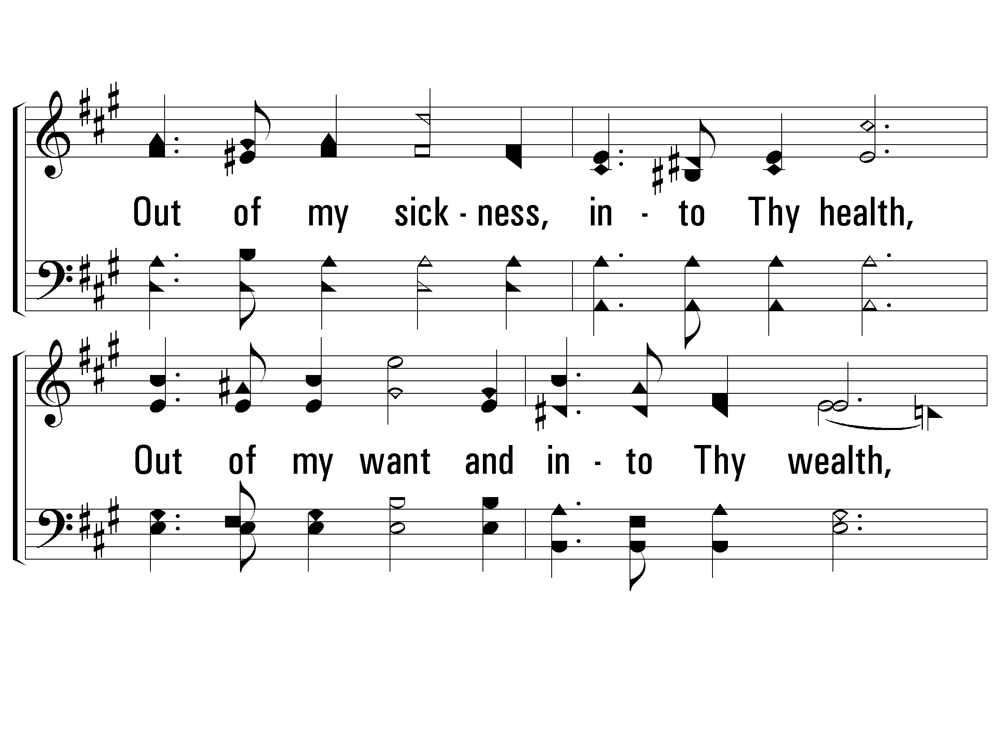 Out of my sick - ness, in - to Thy health,
Out of my want and in - to Thy wealth,